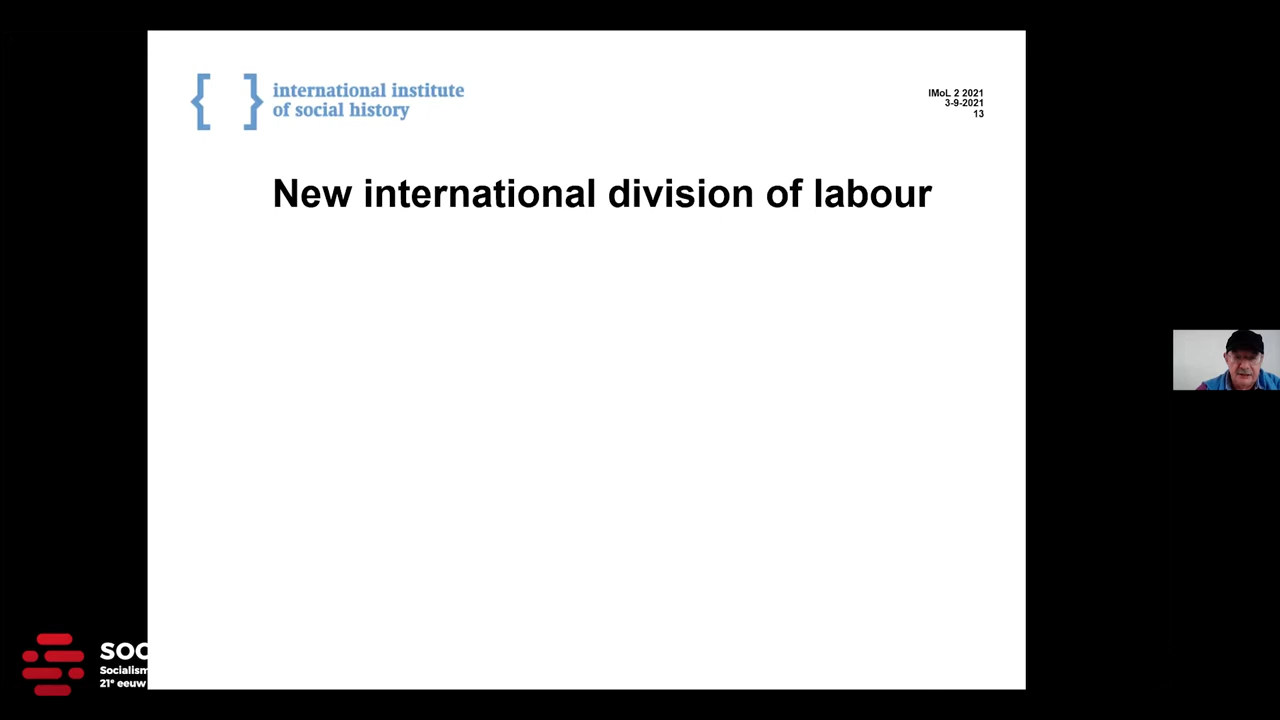 international institute
of social history
IMoL 2 2021
3-9-2021
13
New international division of labour
SOC
Socialism
21e eeuw